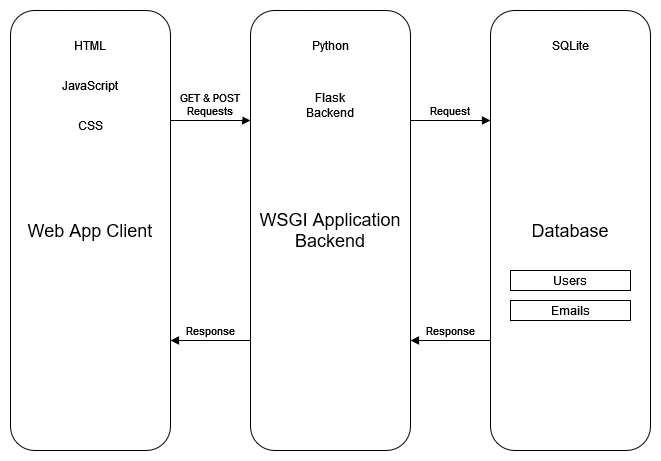 HTML
JavaScript
CSS
Web App Client
GET & POST
Requests
Response
Python
Flask
Backend
WSGI Application
Backend
Request
Response
SQLite
Database
Users
Emails